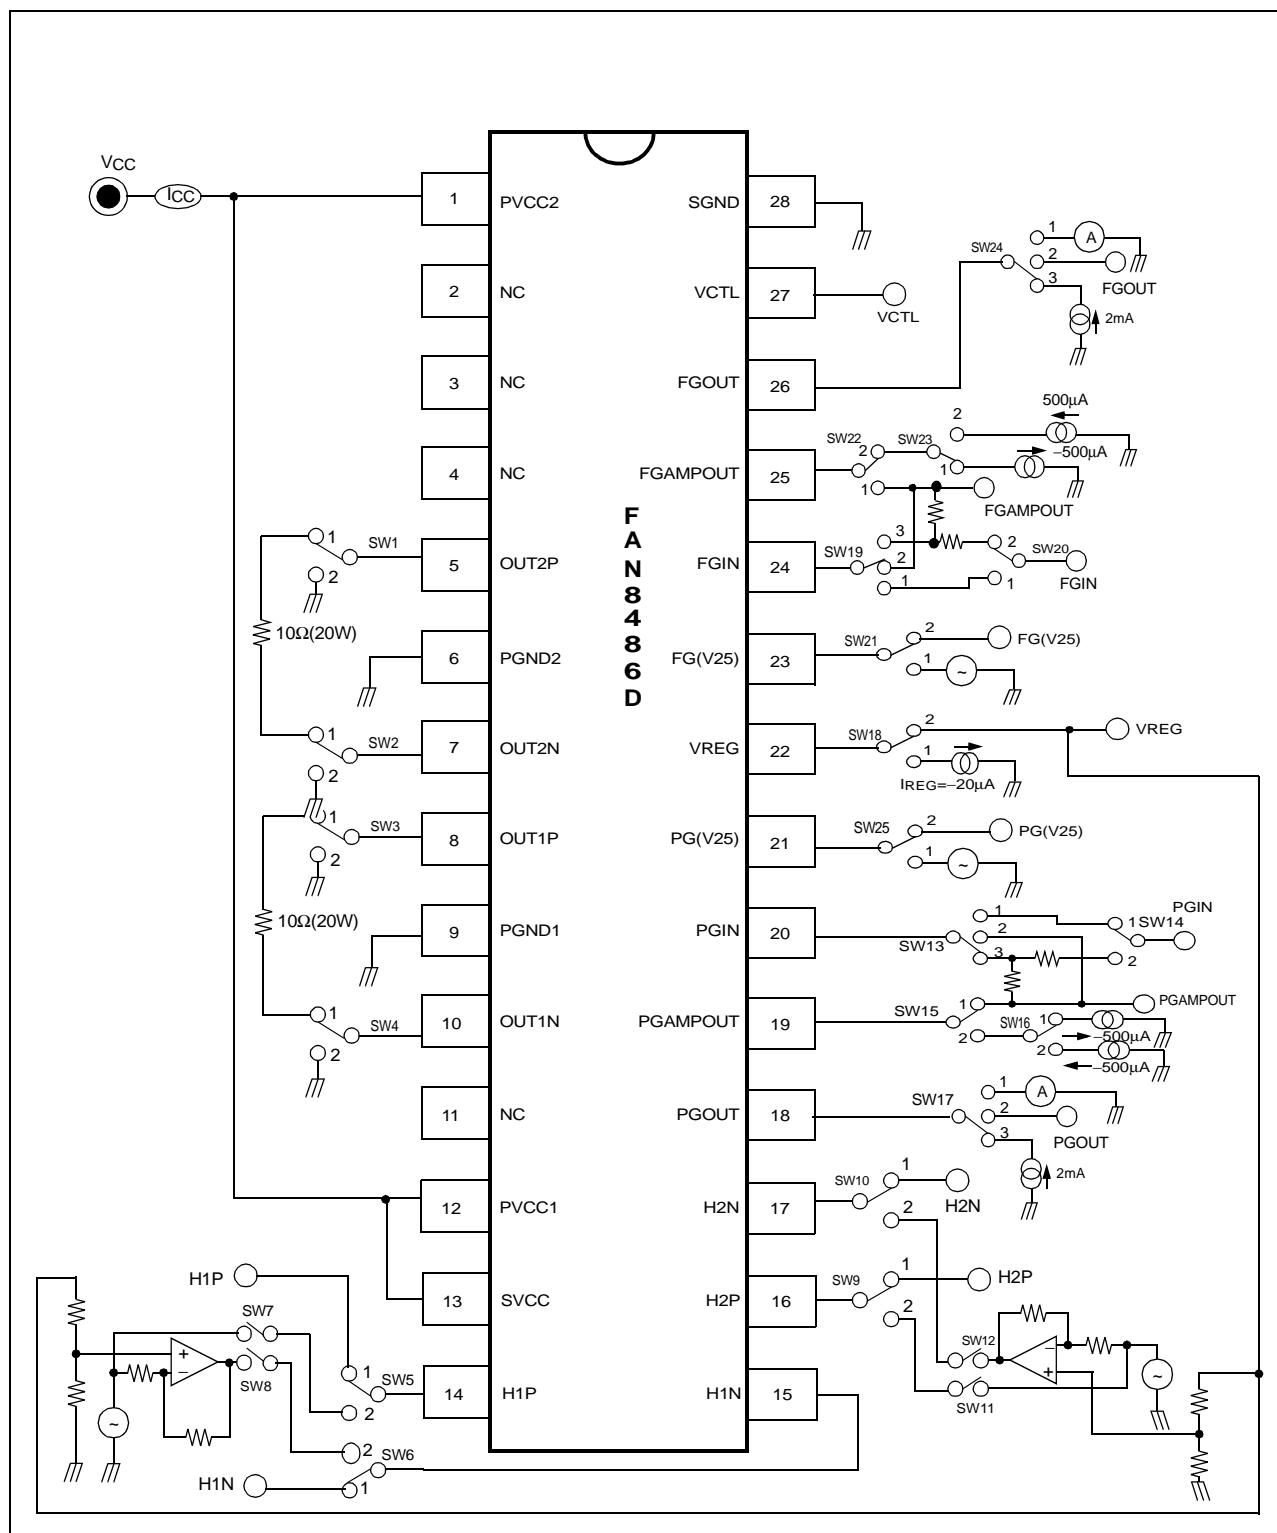 VCC
ICC
1 PVCC2
2 NC
3 NC
4 NC
5 OUT2P
6 PGND2
7 OUT2N
8 OUT1P
9 PGND1
10 OUT1N
11 NC
12 PVCC1
13 SVCC
14 H1P
FAN8486D
SGND 28
VCTL 27
FGOUT 26
FGAMPOUT 25
FGIN 24
FG(V25) 23
VREG 22
PG(V25) 21
PGIN 20
PGAMPOUT 19
PGOUT 18
H2N 17
H2P 16
H1N 15
1
SW1
2
10Ω(20W)
1
SW2
2
1
SW3
2
10Ω(20W)
1
SW4
2
H1P
SW7
+
−
SW8
~
1
SW5
2
2
SW6
H1N
1
VCTL
SW24
1
A
2
3
FGOUT
2mA
500µA
2
SW22
2
SW23
−500µA
1
1
FGAMPOUT
3
SW19
2
2
SW20
1
1
FGIN
2
SW21
FG(V25)
1
~
2
SW18
VREG
1
IREG=−20µA
2
SW25
PG(V25)
1
~
PGIN
1
1
SW14
2
SW13
3
2
1
PGAMPOUT
SW15
2
SW16
1
−500µA
2
−500µA
1
A
SW17
2
3
PGOUT
2mA
1
SW10
H2N
2
1
SW9
H2P
2
SW12
−
+
SW11
~